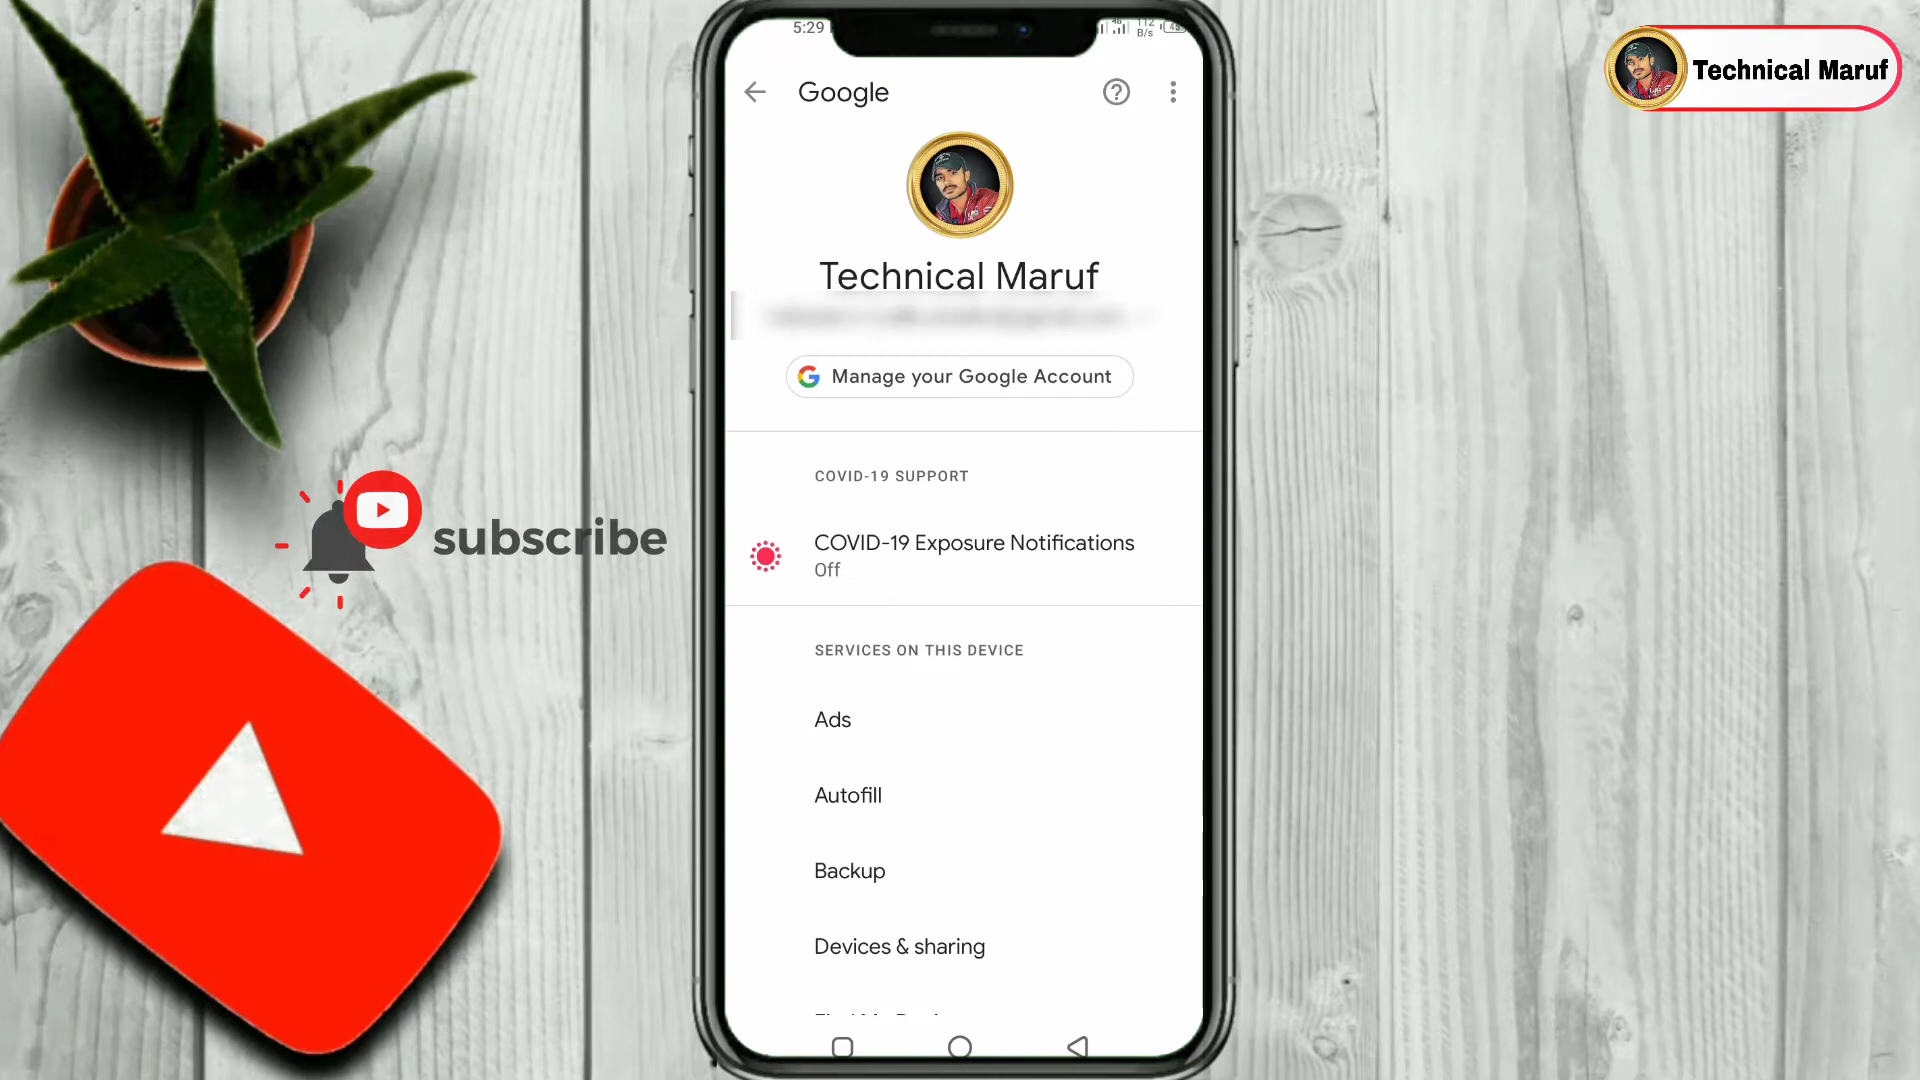 5:29
112
B/s
Google
Technical Maruf
Technical Maruf
Manage your Google Account
COVID-19 SUPPORT
COVID-19 Exposure Notifications
Off
subscribe
SERVICES ON THIS DEVICE
Ads
Autofill
Backup
Devices & sharing